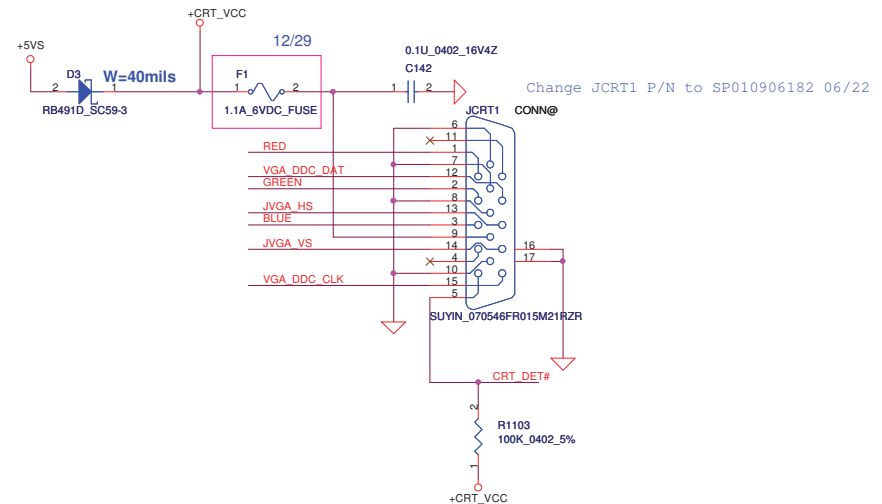 +CRT_VCC
+5VS
12/29
0.1U_0402_16V4Z
C142
D3
W=40mils
F1
2
1
1
2
1
2
RB491D_SC59-3
1.1A_6VDC_FUSE
Change JCRT1 P/N to SP010906182 06/22
JCRT1
CONN@
6
11
RED
1
7
VGA_DDC_DAT
12
GREEN
2
8
JVGA_HS
13
BLUE
3
9
JVGA_VS
14
16
4
17
10
VGA_DDC_CLK
15
5
SUYIN_070546FR015M21RZR
CRT_DET#
2
R1103
100K_0402_5%
1
+CRT_VCC